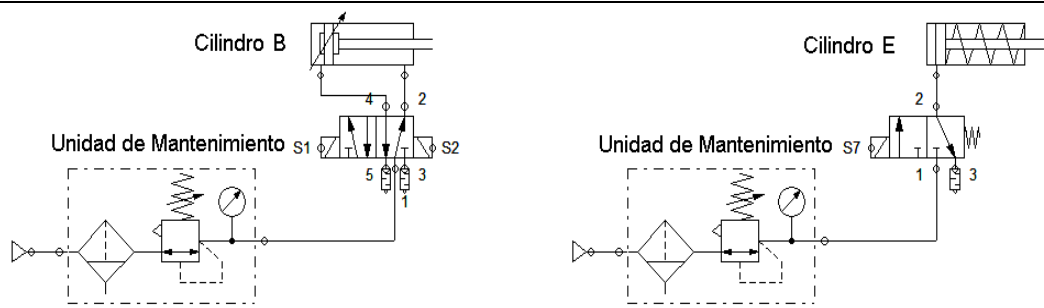 Cilindro B
4 2
Unidad de Mantenimiento S1 S2
5 3
1
Cilindro E
2
Unidad de Mantenimiento S7
1 3